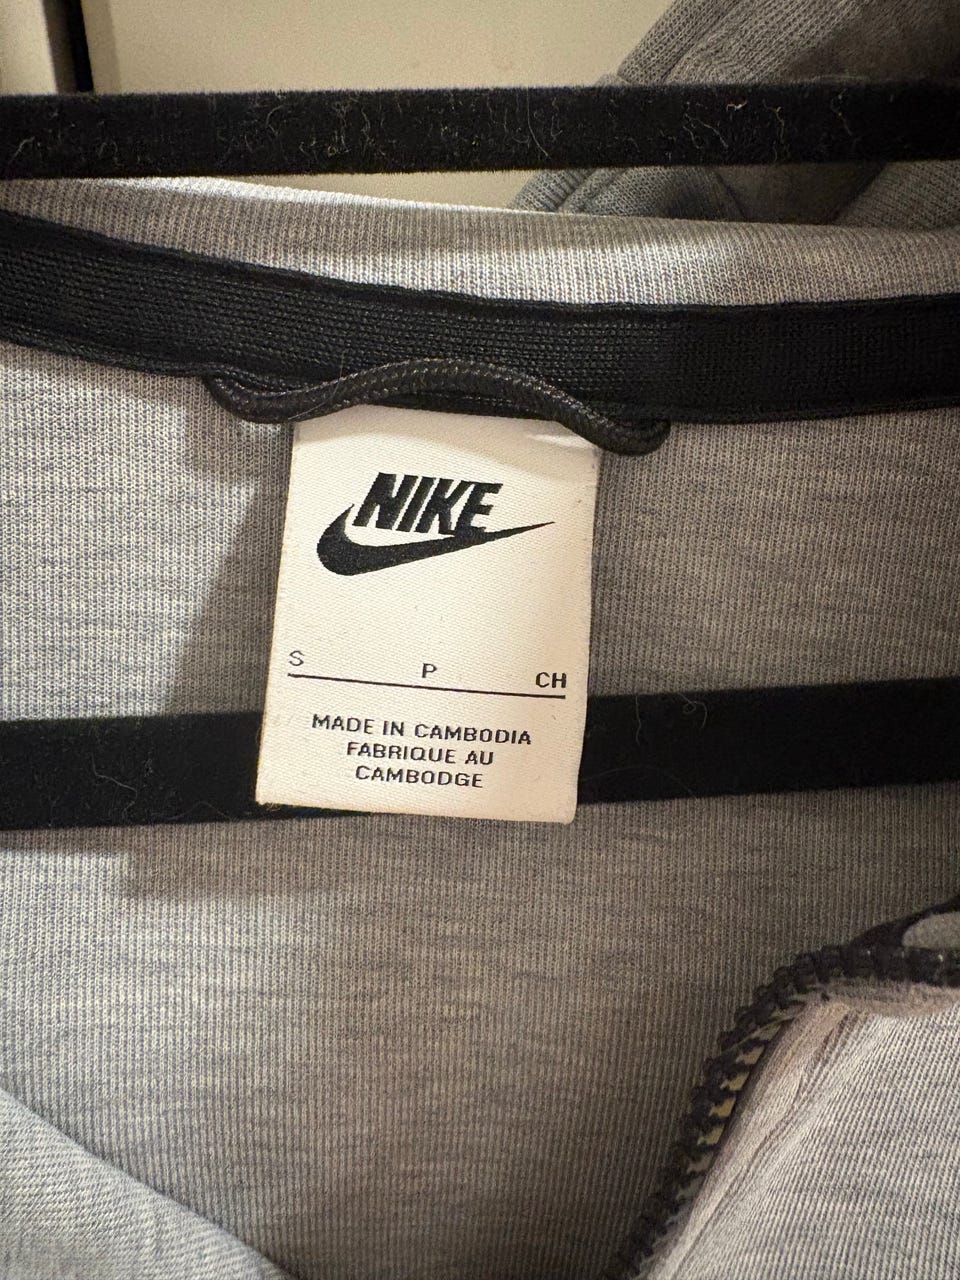 NIKE
S P CH
MADE IN CAMBODIA
FABRIQUE AU
CAMBODGE